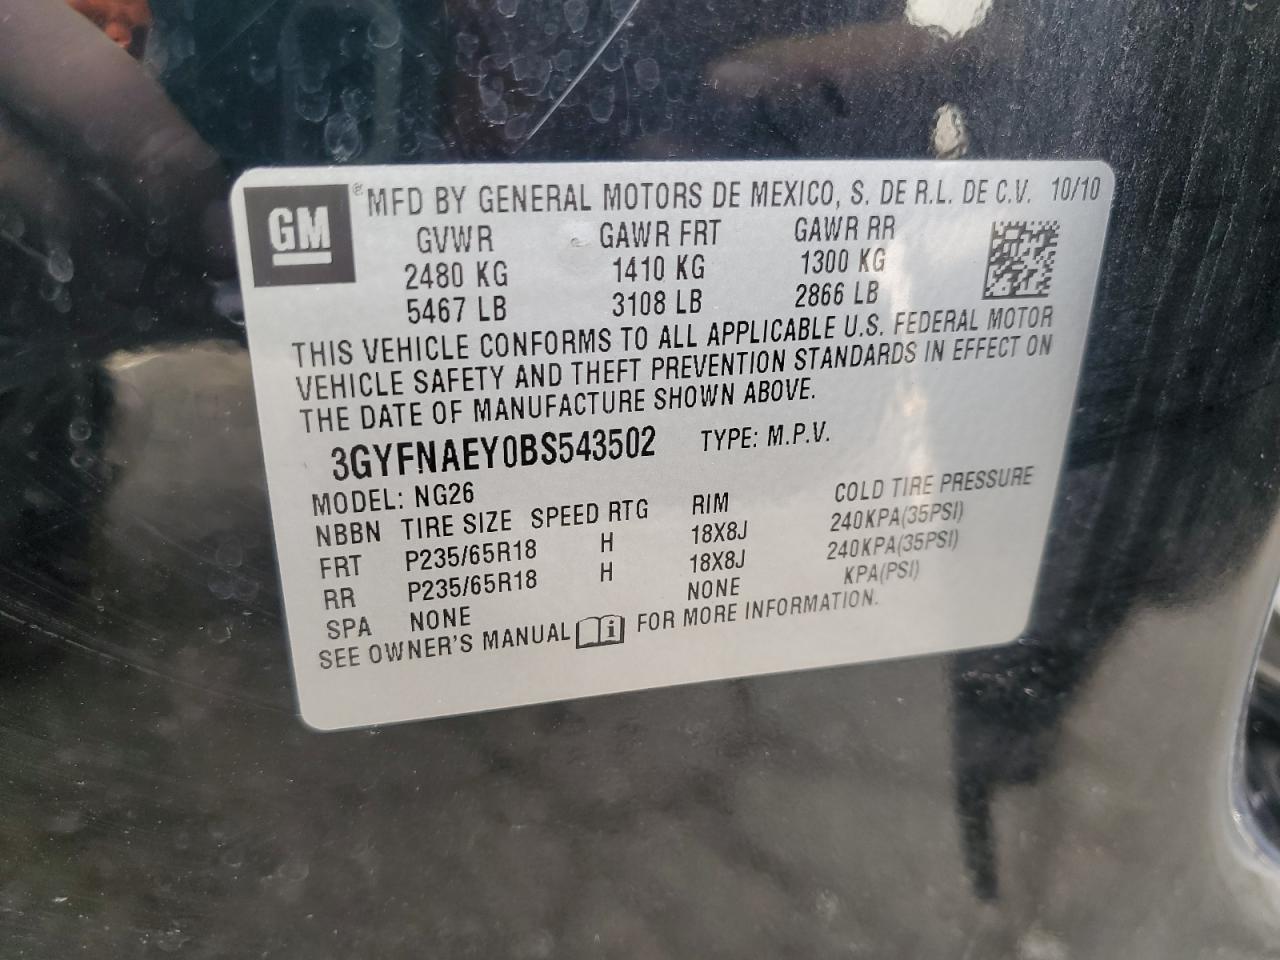 GM
® MFD BY GENERAL MOTORS DE MEXICO, S. DE R.L. DE C.V. 10/10
GVWR GAWR FRT GAWR RR
2480 KG 1410 KG 1300 KG
5467 LB 3108 LB 2866 LB
THIS VEHICLE CONFORMS TO ALL APPLICABLE U.S. FEDERAL MOTOR
VEHICLE SAFETY AND THEFT PREVENTION STANDARDS IN EFFECT ON
THE DATE OF MANUFACTURE SHOWN ABOVE.
3GYFNAEY0BS543502 TYPE: M.P.V.
MODEL: NG26
NBBN TIRE SIZE SPEED RTG RIM COLD TIRE PRESSURE
FRT P235/65R18 H 18X8J 240KPA(35PSI)
RR P235/65R18 H 18X8J 240KPA(35PSI)
SPA NONE NONE KPA(PSI)
SEE OWNER'S MANUAL FOR MORE INFORMATION.